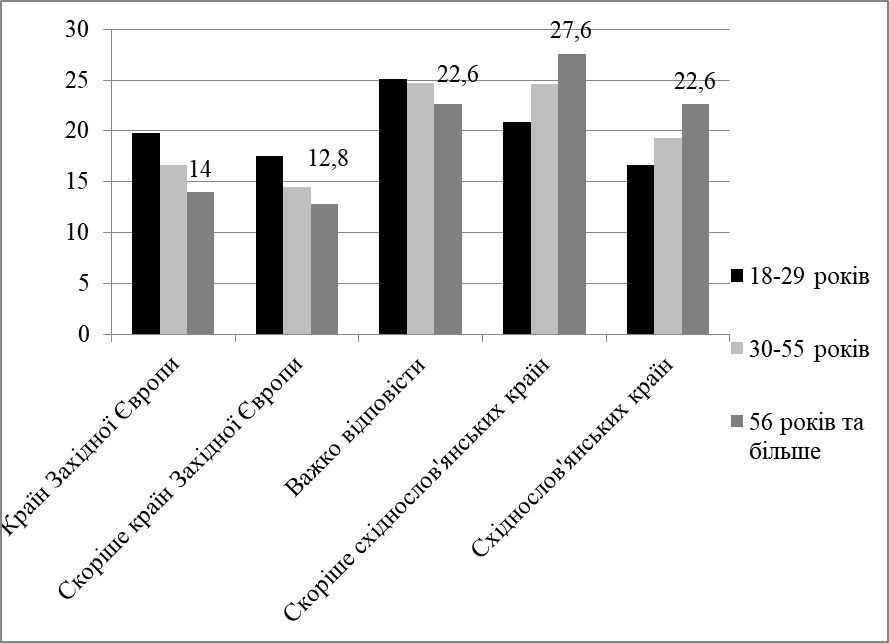 30
25
20
15
10
5
0
14
12,8
22,6
27,6
22,6
Країн Західної Європи
Скоріше країн Західної Європи
Важко відповісти
Скоріше східнослов'янських країн
Східнослов'янських країн
18-29 років
30-55 років
56 років та
більше